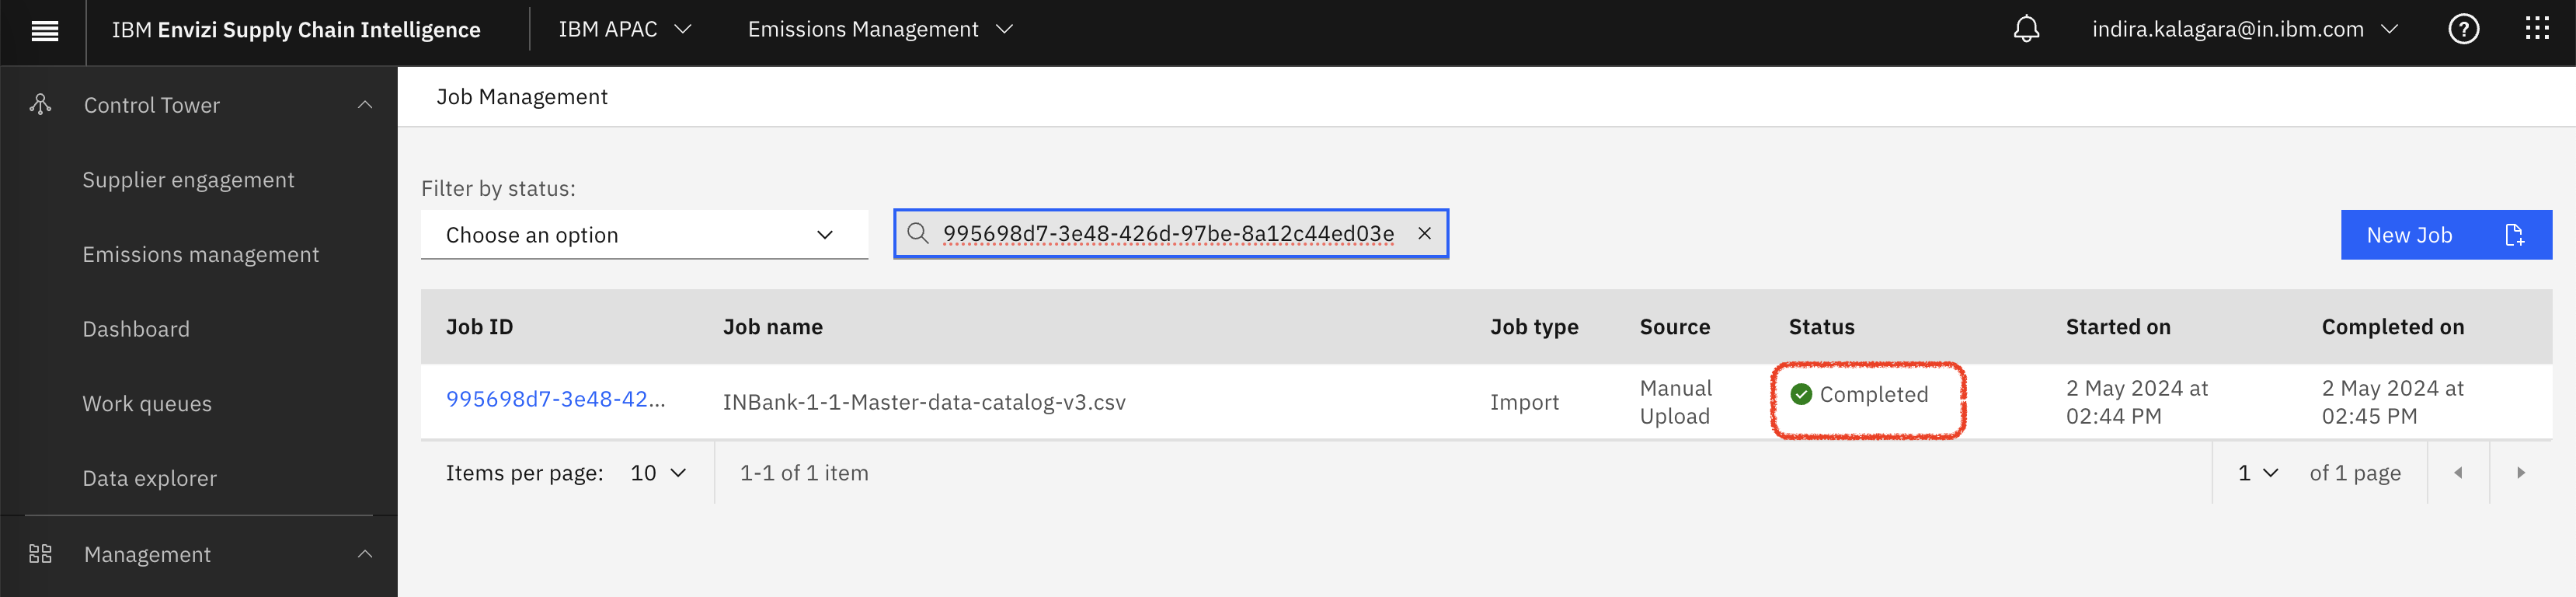 IBM Envizi Supply Chain Intelligence
IBM APAC
Emissions Management
indira.kalagara@in.ibm.com
?
Control Tower
Supplier engagement
Emissions management
Dashboard
Work queues
Data explorer
Management
Job Management
Filter by status:
Choose an option
995698d7-3e48-426d-97be-8a12c44ed03e
New Job
Job ID Job name Job type Source Status Started on Completed on
995698d7-3e48-42... INBank-1-1-Master-data-catalog-v3.csv Import Manual Upload Completed 2 May 2024 at 02:44 PM 2 May 2024 at 02:45 PM
Items per page: 10 1-1 of 1 item 1 of 1 page